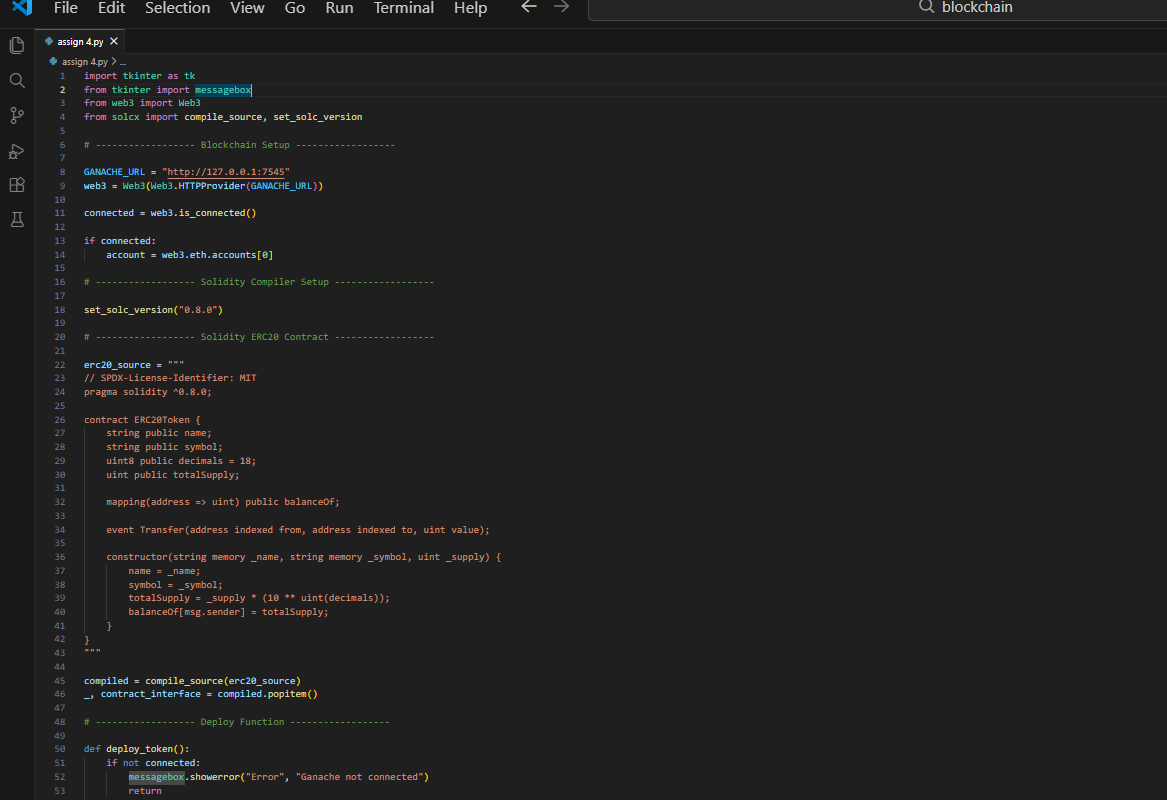 File Edit Selection View Go Run Terminal Help ← → blockchain
assign 4.py ×
assign 4.py > ...
1 import tkinter as tk
2 from tkinter import messagebox
3 from web3 import Web3
4 from solcx import compile_source, set_solc_version
5
6 # ------------------ Blockchain Setup ------------------
7
8 GANACHE_URL = "http://127.0.0.1:7545"
9 web3 = Web3(Web3.HTTPProvider(GANACHE_URL))
10
11 connected = web3.is_connected()
12
13 if connected:
14     account = web3.eth.accounts[0]
15
16 # ------------------ Solidity Compiler Setup ------------------
17
18 set_solc_version("0.8.0")
19
20 # ------------------ Solidity ERC20 Contract ------------------
21
22 erc20_source = """
23 // SPDX-License-Identifier: MIT
24 pragma solidity ^0.8.0;
25
26 contract ERC20Token {
27     string public name;
28     string public symbol;
29     uint8 public decimals = 18;
30     uint public totalSupply;
31
32     mapping(address => uint) public balanceOf;
33
34     event Transfer(address indexed from, address indexed to, uint value);
35
36     constructor(string memory _name, string memory _symbol, uint _supply) {
37         name = _name;
38         symbol = _symbol;
39         totalSupply = _supply * (10 ** uint(decimals));
40         balanceOf[msg.sender] = totalSupply;
41     }
42 }
43 """
44
45 compiled = compile_source(erc20_source)
46 _, contract_interface = compiled.popitem()
47
48 # ------------------ Deploy Function ------------------
49
50 def deploy_token():
51     if not connected:
52         messagebox.showerror("Error", "Ganache not connected")
53         return